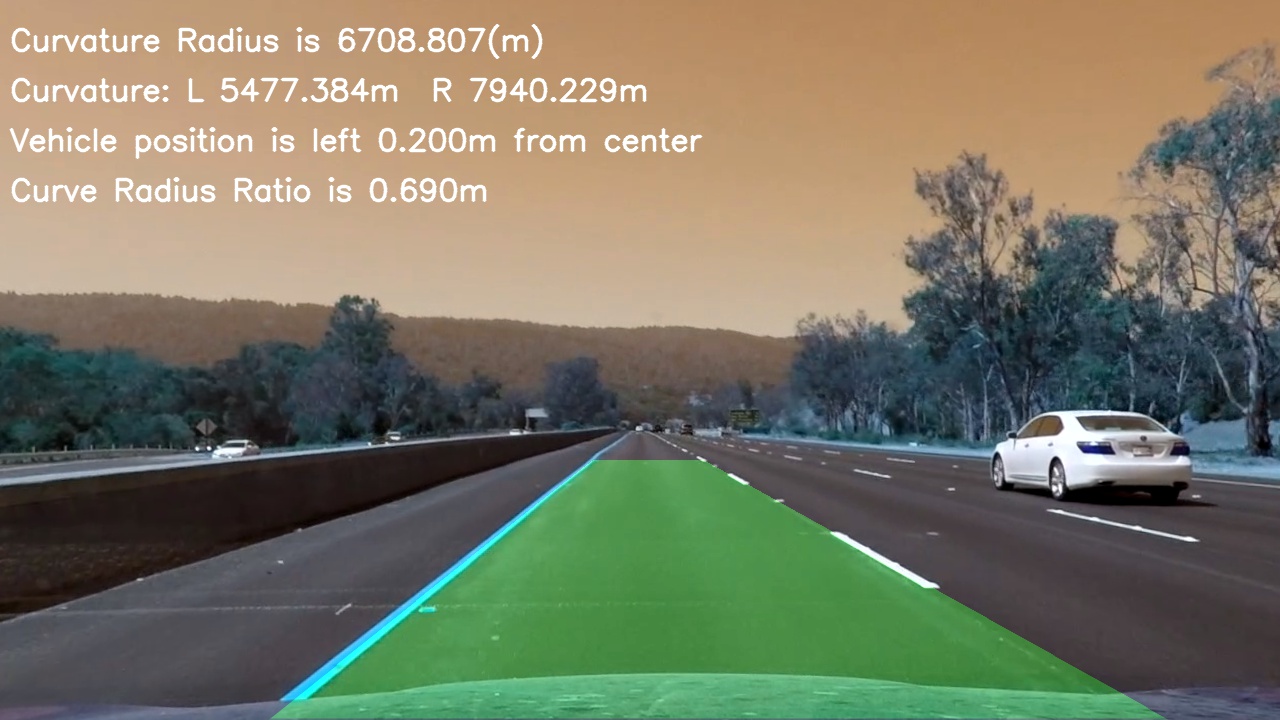 Curvature Radius is 6708.807(m)
Curvature: L 5477.384m R 7940.229m
Vehicle position is left 0.200m from center
Curve Radius Ratio is 0.690m